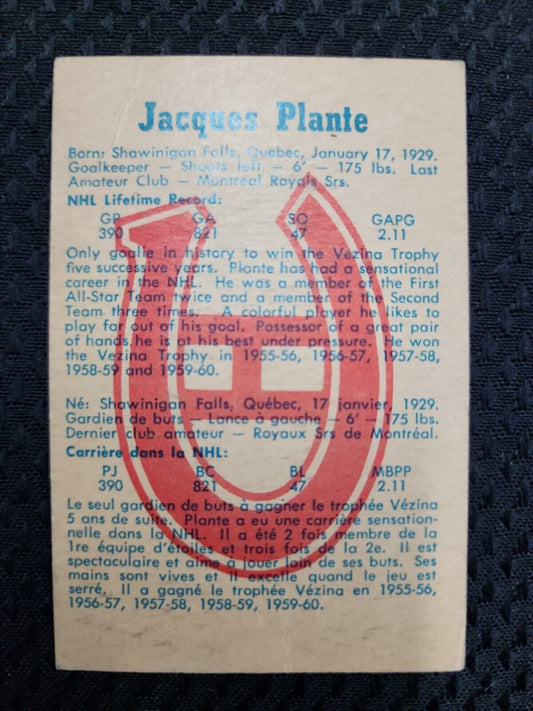 Jacques Plante
Born: Shawinigan Falls, Quebec, January 17, 1929.
Goalkeeper — Shoots left — 6' — 175 lbs. Last
Amateur Club — Montreal Royals Srs.
NHL Lifetime Record:
GP GA SO GAPG
390 821 47 2.11
Only goalie in history to win the Vezina Trophy
five successive years. Plante has had a sensational
career in the NHL. He was a member of the First
All-Star Team twice and a member of the Second
Team three times. A colorful player he likes to
play far out of his goal. Possessor of a great pair
of hands he is at his best under pressure. He won
the Vezina Trophy in 1955-56, 1956-57, 1957-58,
1958-59 and 1959-60.
Né: Shawinigan Falls, Québec, 17 janvier, 1929.
Gardien de buts — Lance à gauche — 6' — 175 lbs.
Dernier club amateur — Royaux Srs de Montréal.
Carrière dans la NHL:
PJ BC BL MBPP
390 821 47 2.11
Le seul gardien de buts à gagner le trophée Vézina
5 ans de suite. Plante a eu une carrière sensation-
nelle dans la NHL. Il a été 2 fois membre de la
1re équipe d'étoiles et trois fois de la 2e. Il est
spectaculaire et aime à jouer loin de ses buts. Ses
mains sont vives et il excelle quand le jeu est
serré. Il a gagné le trophée Vézina en 1955-56,
1956-57, 1957-58, 1958-59, 1959-60.